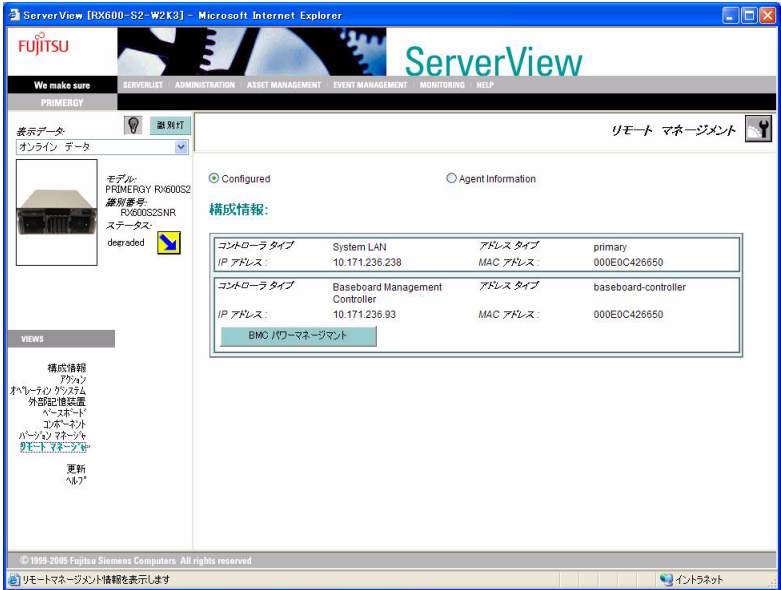 ServerView [RX600-S2-W2K3] - Microsoft Internet Explorer
FUJITSU
ServerView
We make sure
SERVERLIST | ADMINISTRATION | ASSET MANAGEMENT | EVENT MANAGEMENT | MONITORING | HELP
PRIMERGY
表示データ:
識別灯
オンライン データ
リモート マネージメント
モデル:
PRIMERGY RX600S2
識別番号:
RX600S2SNR
ステータス:
degraded
Configured
Agent Information
構成情報:
コントローラ タイプ System LAN アドレス タイプ primary
IP アドレス: 10.171.236.238 MAC アドレス: 000E0C426650
コントローラ タイプ Baseboard Management アドレス タイプ baseboard-controller
Controller
IP アドレス: 10.171.236.93 MAC アドレス: 000E0C426650
BMC パワーマネージマント
VIEWS
構成情報
アクション
オペレーティングシステム
外部記憶装置
ベースボード
コンポーネント
バージョン マネージャ
リモート マネージャ
更新
ヘルプ
© 1999-2005 Fujitsu Siemens Computers All rights reserved
リモートマネージメント情報を表示します
イントラネット